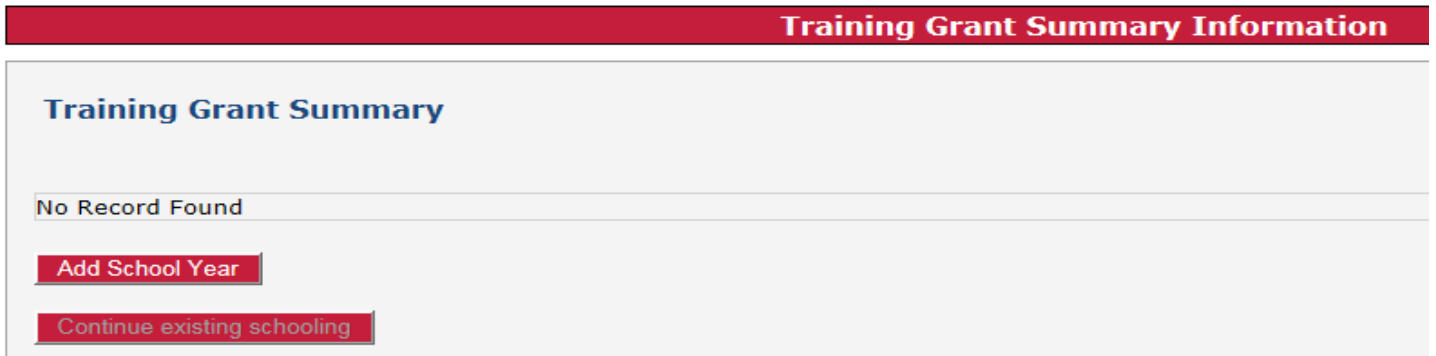 Training Grant Summary Information
Training Grant Summary
No Record Found
Add School Year
Continue existing schooling